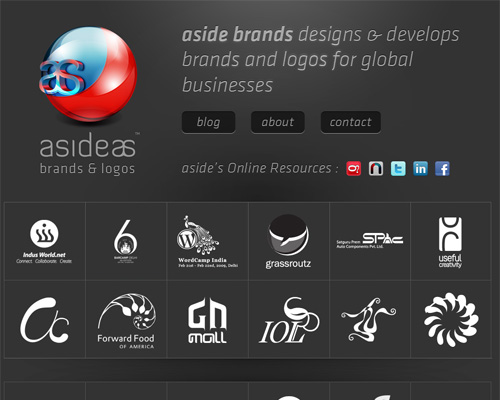 aside brands designs & develops
brands and logos for global
businesses
as
asideas™
brands & logos
blog about contact
aside's Online Resources :
Indus World.net
Connect. Collaborate. Create
6
WordCamp India
Feb 21st - Feb 22nd, 2009, Delhi
grassroutz
SPAC
Satguru Prem
Auto Components Pvt. Ltd.
useful
creativity
Forward Food
OF AMERICA
GN
mall
IOLS